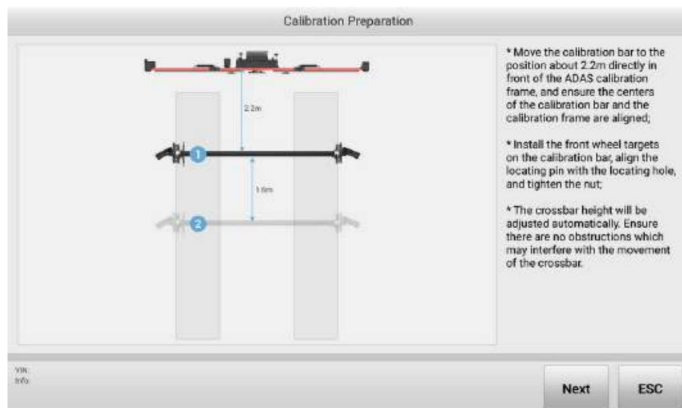 Calibration Preparation
* Move the calibration bar to the
position about 2.2m directly in
front of the ADAS calibration
frame, and ensure the centers
of the calibration bar and the
calibration frame are aligned;
* Install the front wheel targets
on the calibration bar, align the
locating pin with the locating hole,
and tighten the nut;
* The crossbar height will be
adjusted automatically. Ensure
there are no obstructions which
may interfere with the movement
of the crossbar.
2.2m
1
2
VIN:
Next
ESC